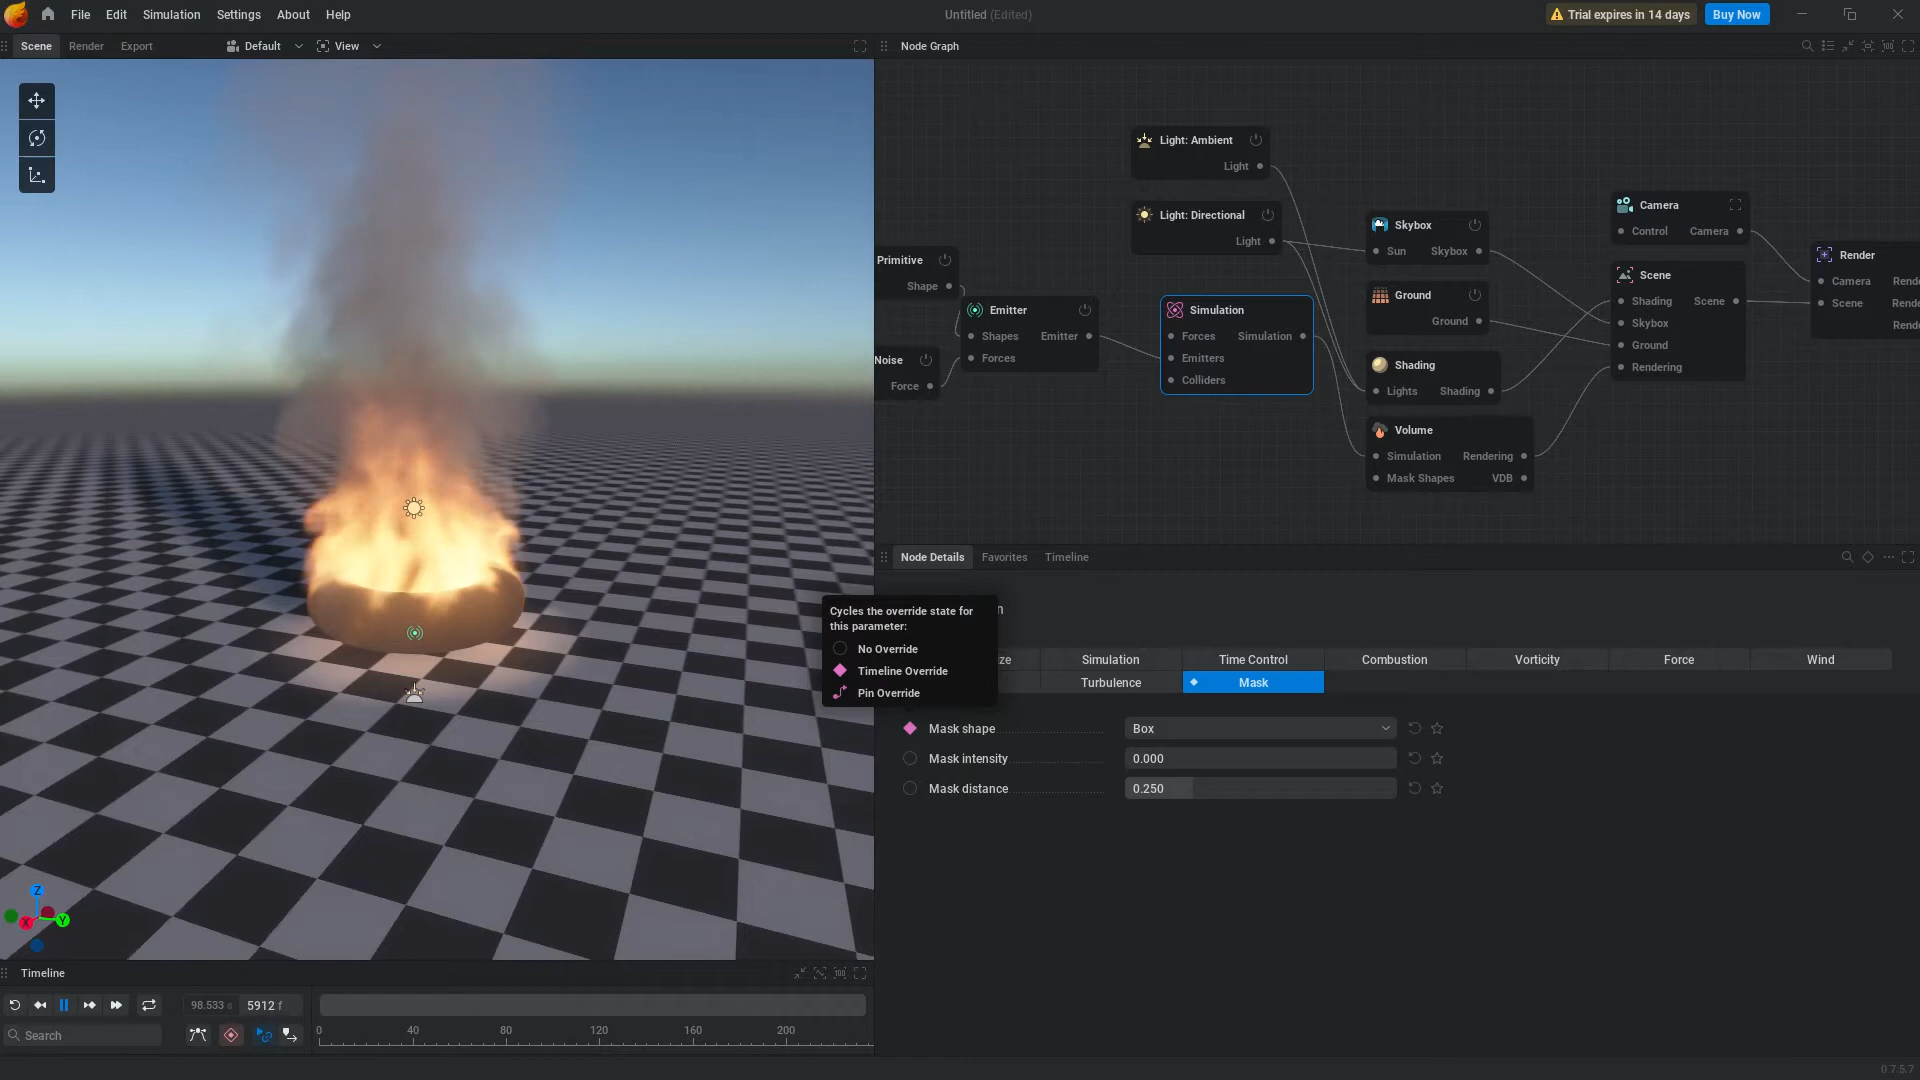 File Edit Simulation Settings About Help
Untitled (Edited)
Trial expires in 14 days
Buy Now
Scene Render Export
Default
View
Node Graph
Light: Ambient
Light
Light: Directional
Light
Primitive
Shape
Noise
Force
Emitter
Shapes Emitter
Forces
Simulation
Forces Simulation
Emitters
Colliders
Skybox
Sun Skybox
Ground
Ground
Shading
Lights Shading
Volume
Simulation Rendering
Mask Shapes VDB
Camera
Control Camera
Scene
Shading Scene
Skybox
Ground
Rendering
Render
Camera Rende
Scene Rende
Rende
Node Details Favorites Timeline
Cycles the override state for
this parameter:
No Override
Timeline Override
Pin Override
n
ze Simulation Time Control Combustion Vorticity Force Wind
Turbulence Mask
Mask shape Box
Mask intensity 0.000
Mask distance 0.250
Z
X
Y
Timeline
98.533 s 5912 f
Search
0 40 80 120 160 200
0.7.5.7